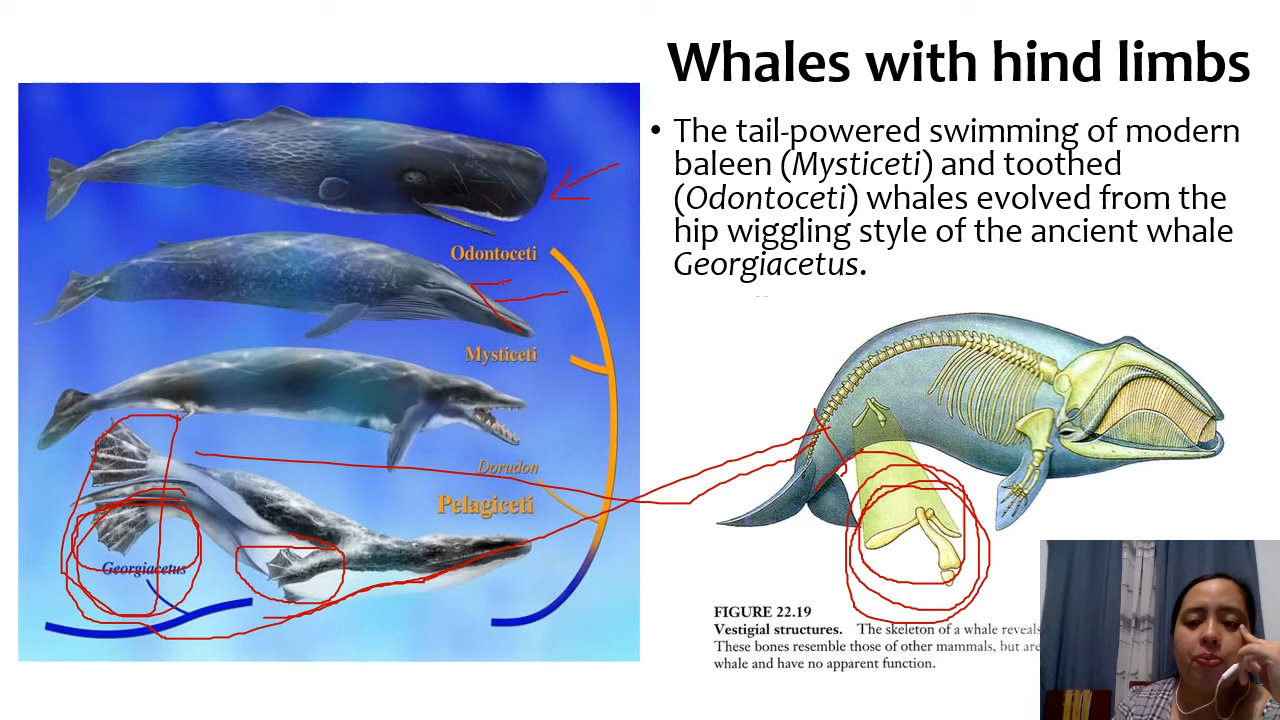 Whales with hind limbs
• The tail-powered swimming of modern
baleen (Mysticeti) and toothed
(Odontoceti) whales evolved from the
hip wiggling style of the ancient whale
Georgiacetus.
Odontoceti
Mysticeti
Dorudon
Pelagiceti
Georgiacetus
FIGURE 22.19
Vestigial structures. The skeleton of a whale reveals
These bones resemble those of other mammals, but are
whale and have no apparent function.